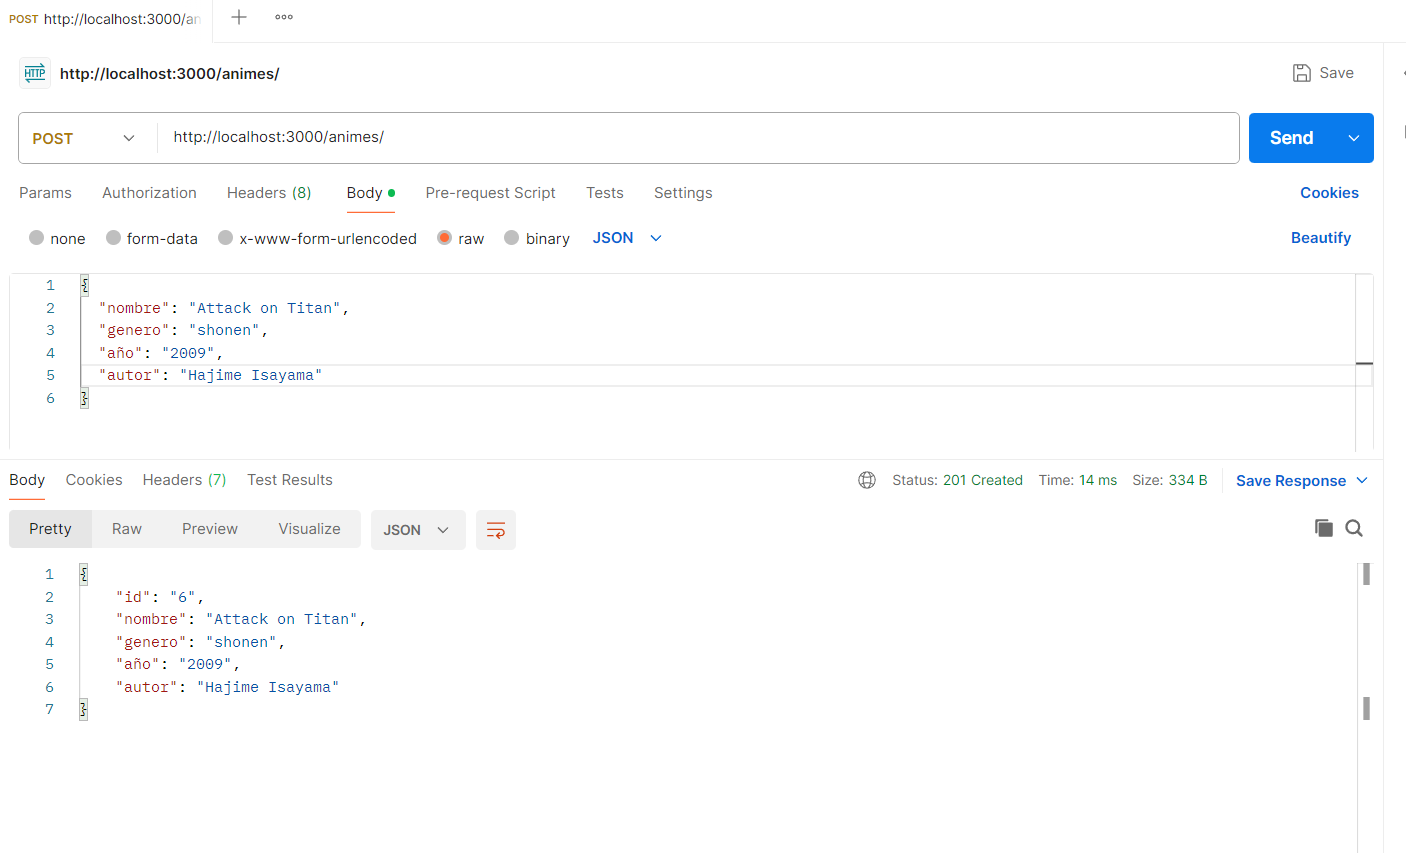 POST http://localhost:3000/an
HTTP http://localhost:3000/animes/ Save
POST http://localhost:3000/animes/ Send
Params Authorization Headers (8) Body Pre-request Script Tests Settings Cookies
none form-data x-www-form-urlencoded raw binary JSON Beautify
1 {
2 "nombre": "Attack on Titan",
3 "genero": "shonen",
4 "año": "2009",
5 "autor": "Hajime Isayama"
6 }
Body Cookies Headers (7) Test Results Status: 201 Created Time: 14 ms Size: 334 B Save Response
Pretty Raw Preview Visualize JSON
1 {
2 "id": "6",
3 "nombre": "Attack on Titan",
4 "genero": "shonen",
5 "año": "2009",
6 "autor": "Hajime Isayama"
7 }